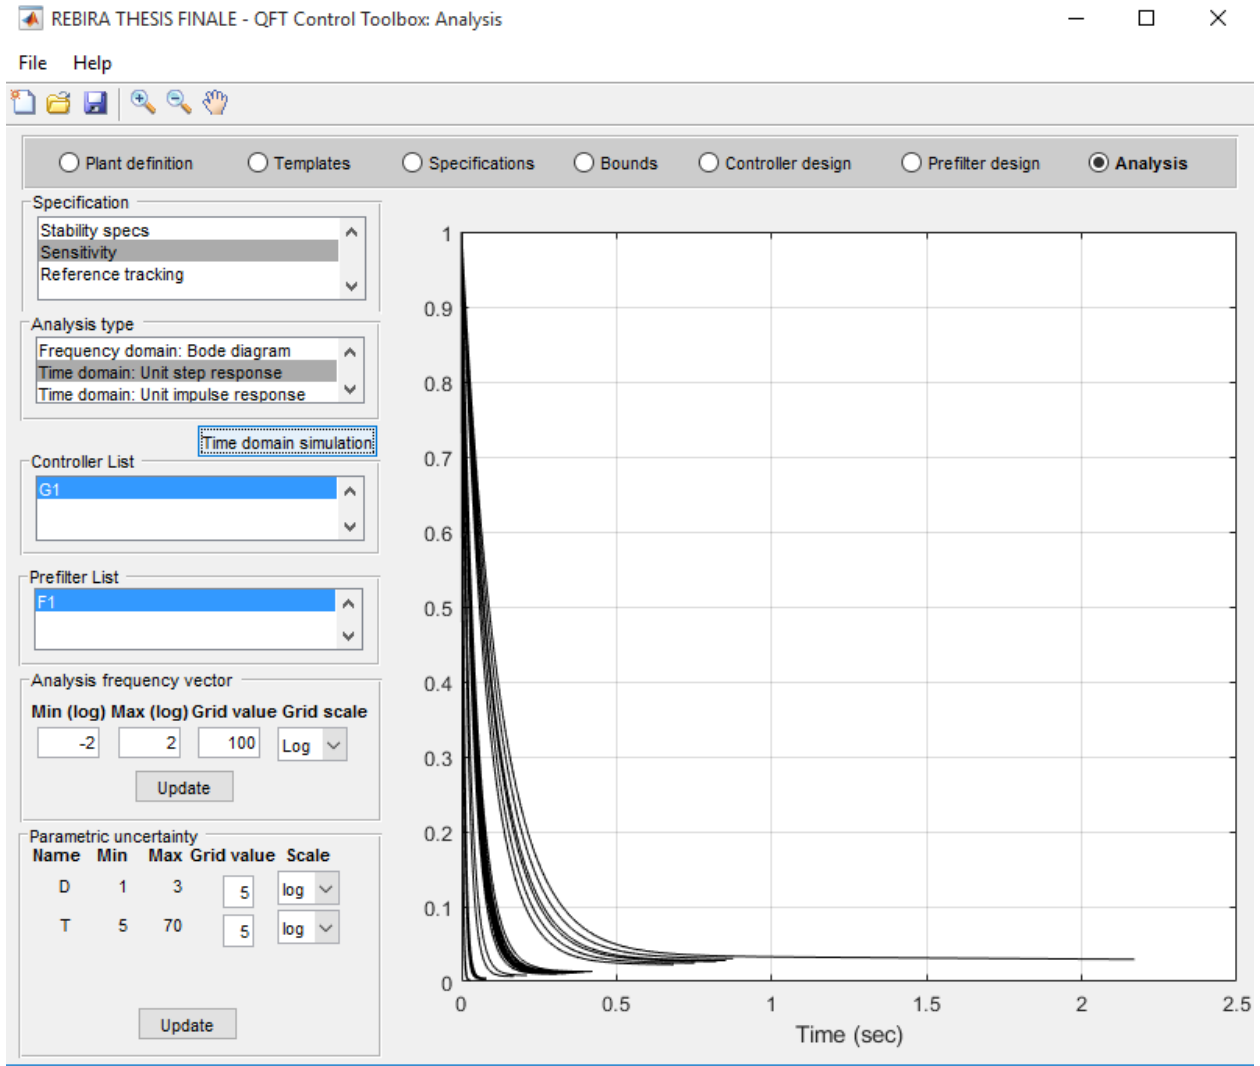 REBIRA THESIS FINALE - QFT Control Toolbox: Analysis
File Help
Plant definition Templates Specifications Bounds Controller design Prefilter design Analysis
Specification
Stability specs
Sensitivity
Reference tracking
Analysis type
Frequency domain: Bode diagram
Time domain: Unit step response
Time domain: Unit impulse response
Time domain simulation
Controller List
G1
Prefilter List
F1
Analysis frequency vector
Min (log) Max (log) Grid value Grid scale
-2 2 100 Log
Update
Parametric uncertainty
Name Min Max Grid value Scale
D 1 3 5 log
T 5 70 5 log
Update
1
0.9
0.8
0.7
0.6
0.5
0.4
0.3
0.2
0.1
0
0 0.5 1 1.5 2 2.5
Time (sec)